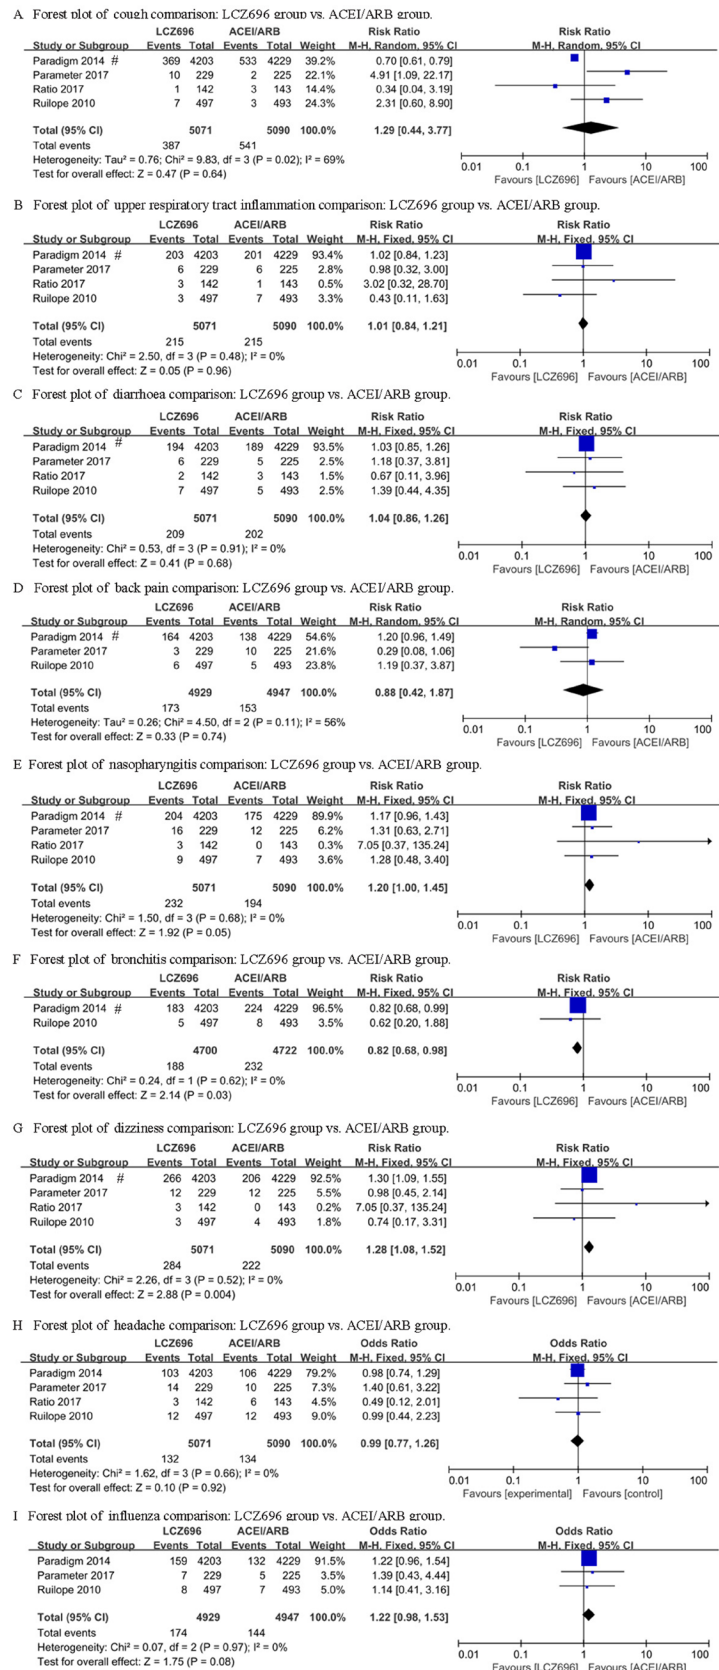 A Forest plot of cough comparison: LCZ696 group vs. ACEI/ARB group.
LCZ696 ACEI/ARB Risk Ratio Risk Ratio
Study or Subgroup Events Total Events Total Weight M-H, Random, 95% CI M-H, Random, 95% CI
Paradigm 2014 # 369 4203 533 4229 39.2% 0.70 [0.61, 0.79]
Parameter 2017 10 229 2 225 22.1% 4.91 [1.09, 22.17]
Ratio 2017 1 142 3 143 14.4% 0.34 [0.04, 3.19]
Ruilope 2010 7 497 3 493 24.3% 2.31 [0.60, 8.90]
Total (95% CI) 5071 5090 100.0% 1.29 [0.44, 3.77]
Total events 387 541
Heterogeneity: Tau² = 0.76; Chi² = 9.83, df = 3 (P = 0.02); I² = 69%
Test for overall effect: Z = 0.47 (P = 0.64)
0.01 0.1 1 10 100
Favours [LCZ696] Favours [ACEI/ARB]
B Forest plot of upper respiratory tract inflammation comparison: LCZ696 group vs. ACEI/ARB group.
LCZ696 ACEI/ARB Risk Ratio Risk Ratio
Study or Subgroup Events Total Events Total Weight M-H, Fixed, 95% CI M-H, Fixed, 95% CI
Paradigm 2014 # 203 4203 201 4229 93.4% 1.02 [0.84, 1.23]
Parameter 2017 6 229 6 225 2.8% 0.98 [0.32, 3.00]
Ratio 2017 3 142 1 143 0.5% 3.02 [0.32, 28.70]
Ruilope 2010 3 497 7 493 3.3% 0.43 [0.11, 1.63]
Total (95% CI) 5071 5090 100.0% 1.01 [0.84, 1.21]
Total events 215 215
Heterogeneity: Chi² = 2.50, df = 3 (P = 0.48); I² = 0%
Test for overall effect: Z = 0.05 (P = 0.96)
0.01 0.1 1 10 100
Favours [LCZ696] Favours [ACEI/ARB]
C Forest plot of diarrhoea comparison: LCZ696 group vs. ACEI/ARB group.
LCZ696 ACEI/ARB Risk Ratio Risk Ratio
Study or Subgroup Events Total Events Total Weight M-H, Fixed, 95% CI M-H, Fixed, 95% CI
Paradigm 2014 # 194 4203 189 4229 93.5% 1.03 [0.85, 1.26]
Parameter 2017 6 229 5 225 2.5% 1.18 [0.37, 3.81]
Ratio 2017 2 142 3 143 1.5% 0.67 [0.11, 3.96]
Ruilope 2010 7 497 5 493 2.5% 1.39 [0.44, 4.35]
Total (95% CI) 5071 5090 100.0% 1.04 [0.86, 1.26]
Total events 209 202
Heterogeneity: Chi² = 0.53, df = 3 (P = 0.91); I² = 0%
Test for overall effect: Z = 0.41 (P = 0.68)
0.01 0.1 1 10 100
Favours [LCZ696] Favours [ACEI/ARB]
D Forest plot of back pain comparison: LCZ696 group vs. ACEI/ARB group.
LCZ696 ACEI/ARB Risk Ratio Risk Ratio
Study or Subgroup Events Total Events Total Weight M-H, Random, 95% CI M-H, Random, 95% CI
Paradigm 2014 # 164 4203 138 4229 54.6% 1.20 [0.96, 1.49]
Parameter 2017 3 229 10 225 21.6% 0.29 [0.08, 1.06]
Ruilope 2010 6 497 5 493 23.8% 1.19 [0.37, 3.87]
Total (95% CI) 4929 4947 100.0% 0.88 [0.42, 1.87]
Total events 173 153
Heterogeneity: Tau² = 0.26; Chi² = 4.50, df = 2 (P = 0.11); I² = 56%
Test for overall effect: Z = 0.33 (P = 0.74)
0.01 0.1 1 10 100
Favours [LCZ696] Favours [ACEI/ARB]
E Forest plot of nasopharyngitis comparison: LCZ696 group vs. ACEI/ARB group.
LCZ696 ACEI/ARB Risk Ratio Risk Ratio
Study or Subgroup Events Total Events Total Weight M-H, Fixed, 95% CI M-H, Fixed, 95% CI
Paradigm 2014 # 204 4203 175 4229 89.9% 1.17 [0.96, 1.43]
Parameter 2017 16 229 12 225 6.2% 1.31 [0.63, 2.71]
Ratio 2017 3 142 0 143 0.3% 7.05 [0.37, 135.24]
Ruilope 2010 9 497 7 493 3.6% 1.28 [0.48, 3.40]
Total (95% CI) 5071 5090 100.0% 1.20 [1.00, 1.45]
Total events 232 194
Heterogeneity: Chi² = 1.50, df = 3 (P = 0.68); I² = 0%
Test for overall effect: Z = 1.92 (P = 0.05)
0.01 0.1 1 10 100
Favours [LCZ696] Favours [ACEI/ARB]
F Forest plot of bronchitis comparison: LCZ696 group vs. ACEI/ARB group.
LCZ696 ACEI/ARB Risk Ratio Risk Ratio
Study or Subgroup Events Total Events Total Weight M-H, Fixed, 95% CI M-H, Fixed, 95% CI
Paradigm 2014 # 183 4203 224 4229 96.5% 0.82 [0.68, 0.99]
Ruilope 2010 5 497 8 493 3.5% 0.62 [0.20, 1.88]
Total (95% CI) 4700 4722 100.0% 0.82 [0.68, 0.98]
Total events 188 232
Heterogeneity: Chi² = 0.24, df = 1 (P = 0.62); I² = 0%
Test for overall effect: Z = 2.14 (P = 0.03)
0.01 0.1 1 10 100
Favours [LCZ696] Favours [ACEI/ARB]
G Forest plot of dizziness comparison: LCZ696 group vs. ACEI/ARB group.
LCZ696 ACEI/ARB Risk Ratio Risk Ratio
Study or Subgroup Events Total Events Total Weight M-H, Fixed, 95% CI M-H, Fixed, 95% CI
Paradigm 2014 # 266 4203 206 4229 92.5% 1.30 [1.09, 1.55]
Parameter 2017 12 229 12 225 5.5% 0.98 [0.45, 2.14]
Ratio 2017 3 142 0 143 0.2% 7.05 [0.37, 135.24]
Ruilope 2010 3 497 4 493 1.8% 0.74 [0.17, 3.31]
Total (95% CI) 5071 5090 100.0% 1.28 [1.08, 1.52]
Total events 284 222
Heterogeneity: Chi² = 2.26, df = 3 (P = 0.52); I² = 0%
Test for overall effect: Z = 2.88 (P = 0.004)
0.01 0.1 1 10 100
Favours [LCZ696] Favours [ACEI/ARB]
H Forest plot of headache comparison: LCZ696 group vs. ACEI/ARB group.
LCZ696 ACEI/ARB Odds Ratio Odds Ratio
Study or Subgroup Events Total Events Total Weight M-H, Fixed, 95% CI M-H, Fixed, 95% CI
Paradigm 2014 103 4203 106 4229 79.2% 0.98 [0.74, 1.29]
Parameter 2017 14 229 10 225 7.3% 1.40 [0.61, 3.22]
Ratio 2017 3 142 6 143 4.5% 0.49 [0.12, 2.01]
Ruilope 2010 12 497 12 493 9.0% 0.99 [0.44, 2.23]
Total (95% CI) 5071 5090 100.0% 0.99 [0.77, 1.26]
Total events 132 134
Heterogeneity: Chi² = 1.62, df = 3 (P = 0.66); I² = 0%
Test for overall effect: Z = 0.10 (P = 0.92)
0.01 0.1 1 10 100
Favours [experimental] Favours [control]
I Forest plot of influenza comparison: LCZ696 group vs. ACEI/ARB group.
LCZ696 ACEI/ARB Odds Ratio Odds Ratio
Study or Subgroup Events Total Events Total Weight M-H, Fixed, 95% CI M-H, Fixed, 95% CI
Paradigm 2014 159 4203 132 4229 91.5% 1.22 [0.96, 1.54]
Parameter 2017 7 229 5 225 3.5% 1.39 [0.43, 4.44]
Ruilope 2010 8 497 7 493 5.0% 1.14 [0.41, 3.16]
Total (95% CI) 4929 4947 100.0% 1.22 [0.98, 1.53]
Total events 174 144
Heterogeneity: Chi² = 0.07, df = 2 (P = 0.97); I² = 0%
Test for overall effect: Z = 1.75 (P = 0.08)
0.01 0.1 1 10 100
Favours [LCZ696] Favours [ACEI/ARB]